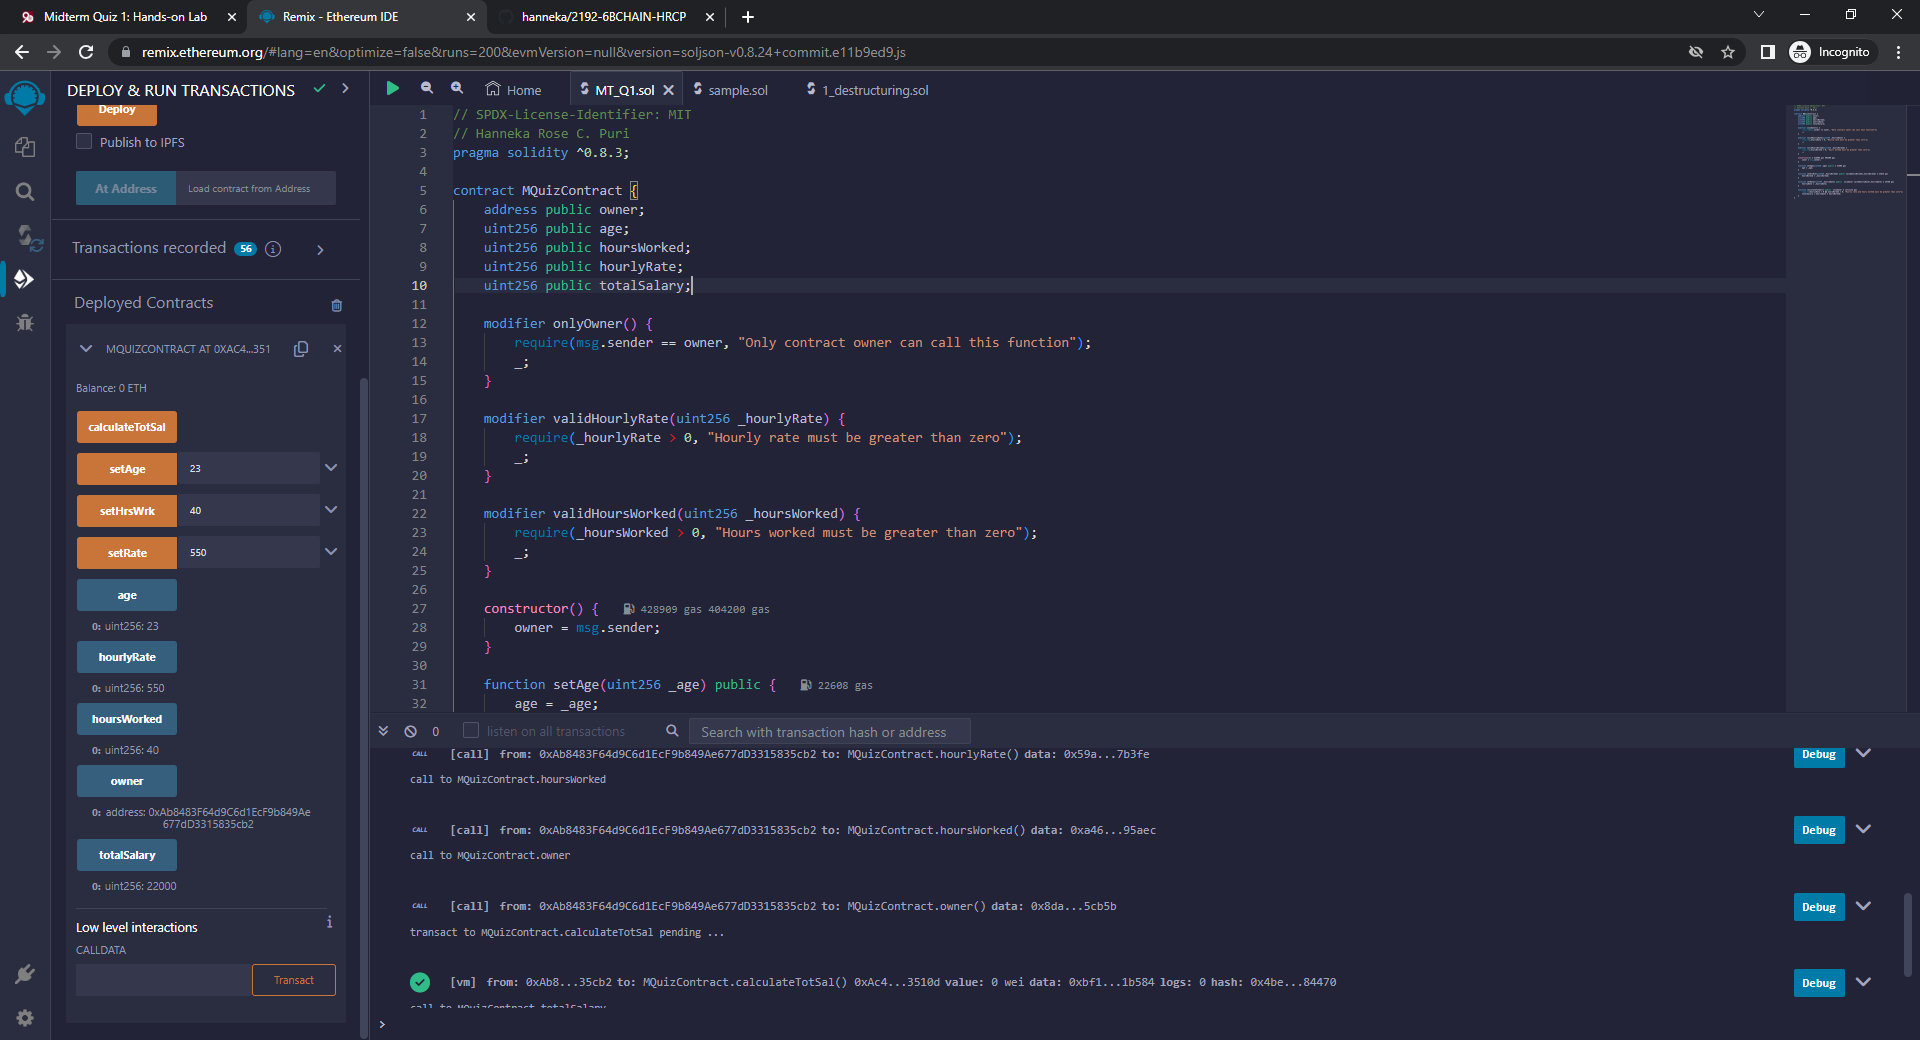 Midterm Quiz 1: Hands-on Lab
Remix - Ethereum IDE
hanneka/2192-6BCHAIN-HRCP
remix.ethereum.org/#lang=en&optimize=false&runs=200&evmVersion=null&version=soljson-v0.8.24+commit.e11b9ed9.js
Incognito
DEPLOY & RUN TRANSACTIONS
Deploy
Publish to IPFS
At Address
Load contract from Address
Transactions recorded 56
Deployed Contracts
MQUIZCONTRACT AT 0XAC4...351
Balance: 0 ETH
calculateTotSal
setAge 23
setHrsWrk 40
setRate 550
age
0: uint256: 23
hourlyRate
0: uint256: 550
hoursWorked
0: uint256: 40
owner
0: address: 0xAb8483F64d9C6d1EcF9b849Ae
677dD3315835cb2
totalSalary
0: uint256: 22000
Low level interactions
CALLDATA
Transact
Home
MT_Q1.sol
sample.sol
1_destructuring.sol
1 // SPDX-License-Identifier: MIT
2 // Hanneka Rose C. Puri
3 pragma solidity ^0.8.3;
4
5 contract MQuizContract {
6 address public owner;
7 uint256 public age;
8 uint256 public hoursWorked;
9 uint256 public hourlyRate;
10 uint256 public totalSalary;
11
12 modifier onlyOwner() {
13 require(msg.sender == owner, "Only contract owner can call this function");
14 _;
15 }
16
17 modifier validHourlyRate(uint256 _hourlyRate) {
18 require(_hourlyRate > 0, "Hourly rate must be greater than zero");
19 _;
20 }
21
22 modifier validHoursWorked(uint256 _hoursWorked) {
23 require(_hoursWorked > 0, "Hours worked must be greater than zero");
24 _;
25 }
26
27 constructor() { 428909 gas 404200 gas
28 owner = msg.sender;
29 }
30
31 function setAge(uint256 _age) public { 22608 gas
32 age = _age;
0
listen on all transactions
Search with transaction hash or address
CALL [call] from: 0xAb8483F64d9C6d1EcF9b849Ae677dD3315835cb2 to: MQuizContract.hourlyRate() data: 0x59a...7b3fe
Debug
call to MQuizContract.hoursWorked
CALL [call] from: 0xAb8483F64d9C6d1EcF9b849Ae677dD3315835cb2 to: MQuizContract.hoursWorked() data: 0xa46...95aec
Debug
call to MQuizContract.owner
CALL [call] from: 0xAb8483F64d9C6d1EcF9b849Ae677dD3315835cb2 to: MQuizContract.owner() data: 0x8da...5cb5b
Debug
transact to MQuizContract.calculateTotSal pending ...
[vm] from: 0xAb8...35cb2 to: MQuizContract.calculateTotSal() 0xAc4...3510d value: 0 wei data: 0xbf1...1b584 logs: 0 hash: 0x4be...84470
Debug
call to MQuizContract.totalSalary
>